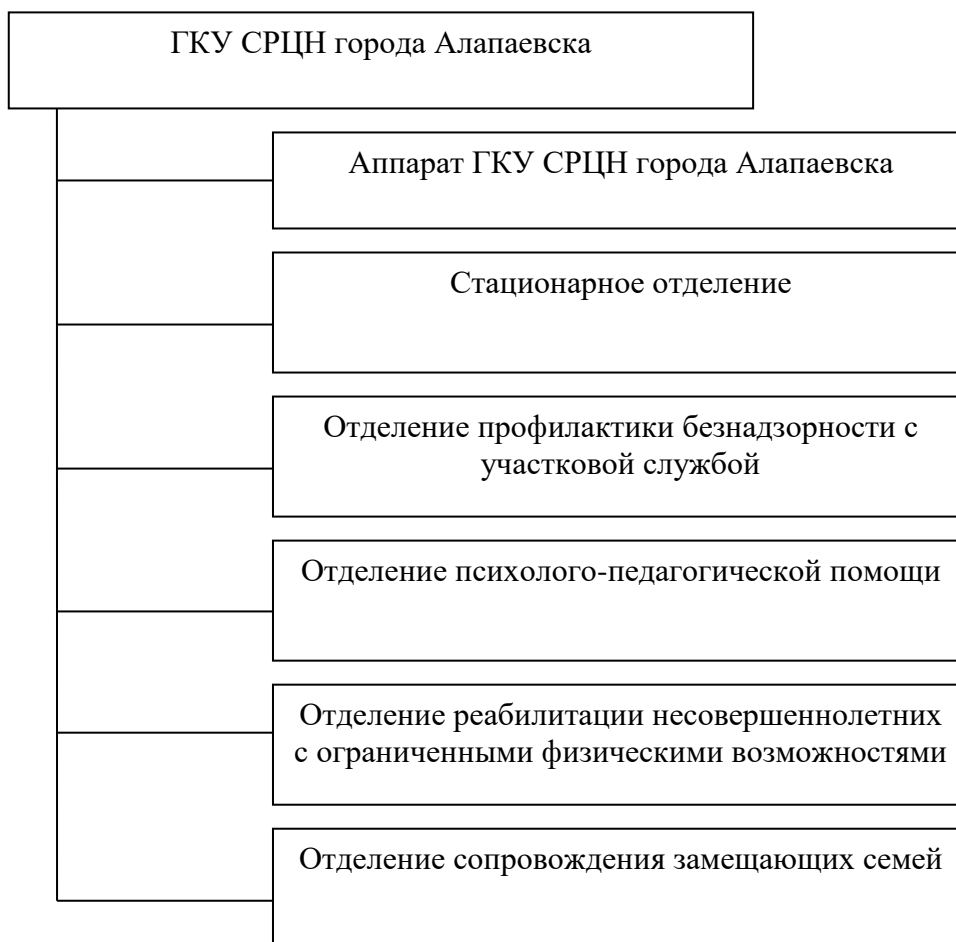 ГКУ СРЦН города Алапаевска
Аппарат ГКУ СРЦН города Алапаевска
Стационарное отделение
Отделение профилактики безнадзорности с
участковой службой
Отделение психолого-педагогической помощи
Отделение реабилитации несовершеннолетних
с ограниченными физическими возможностями
Отделение сопровождения замещающих семей